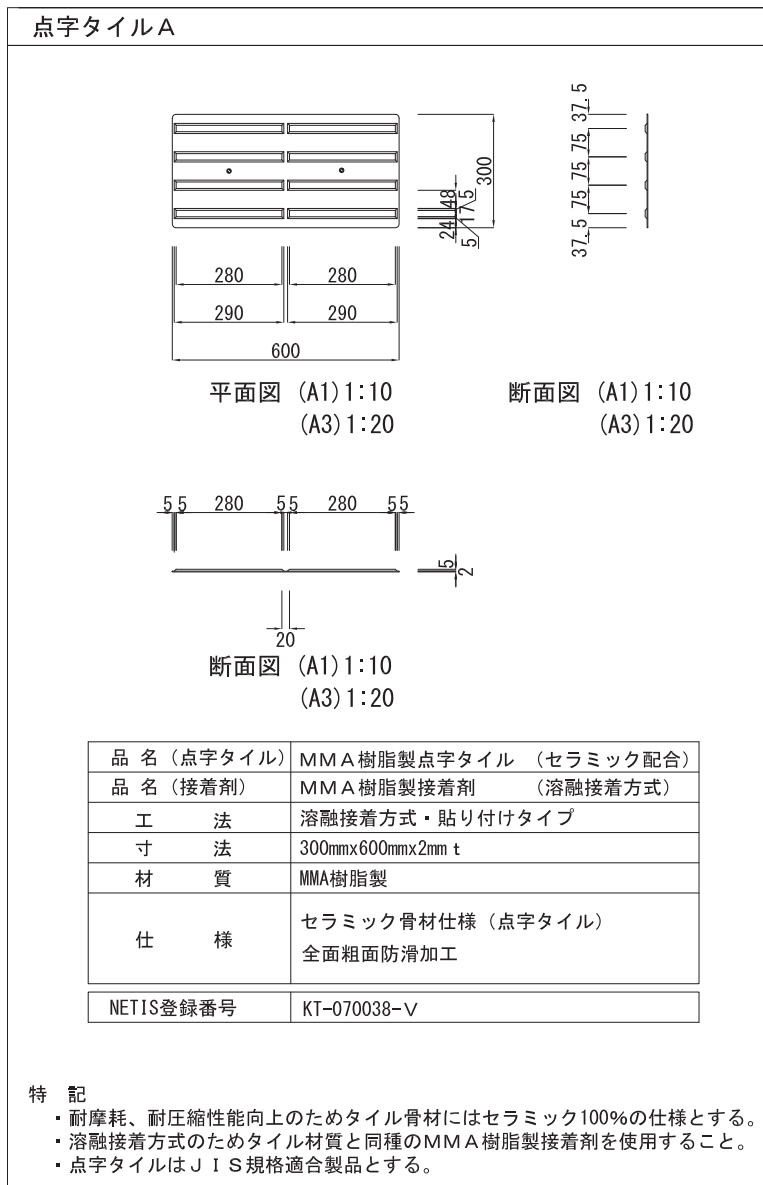 点字タイルA
37.5
75
75
75
37.5
300
48
17.5
24
5
280 280
290 290
600
平面図 (A1)1:10
(A3)1:20
断面図 (A1)1:10
(A3)1:20
5 5 280 5 5 280 5 5
5
2
20
断面図 (A1)1:10
(A3)1:20
品 名(点字タイル) MMA樹脂製点字タイル (セラミック配合)
品 名(接着剤) MMA樹脂製接着剤 (溶融接着方式)
工 法 溶融接着方式・貼り付けタイプ
寸 法 300mmx600mmx2mm t
材 質 MMA樹脂製
仕 様 セラミック骨材仕様(点字タイル)
全面粗面防滑加工
NETIS登録番号 KT-070038-V
特 記
・耐摩耗、耐圧縮性能向上のためタイル骨材にはセラミック100%の仕様とする。
・溶融接着方式のためタイル材質と同種のMMA樹脂製接着剤を使用すること。
・点字タイルはJIS規格適合製品とする。